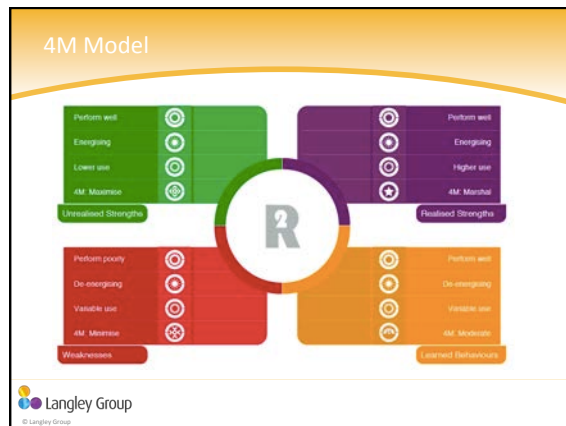 4M Model
Perform well
Energising
Lower use
4M: Maximise
Unrealised Strengths
Perform well
Energising
Higher use
4M: Marshal
Realised Strengths
R2
Perform poorly
De-energising
Variable use
4M: Minimise
Weaknesses
Perform well
De-energising
Variable use
4M: Moderate
Learned Behaviours
Langley Group
© Langley Group